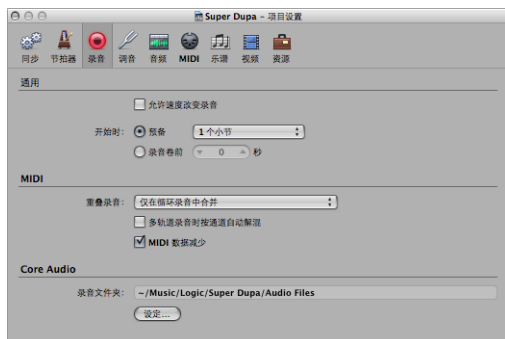 Super Dupa – 项目设置
同步 节拍器 录音 调音 音频 MIDI 乐谱 视频 资源
通用
允许速度改变录音
开始时: 预备 1 个小节
录音卷前 0 秒
MIDI
重叠录音: 仅在循环录音中合并
多轨道录音时按通道自动解混
MIDI 数据减少
Core Audio
录音文件夹: ~/Music/Logic/Super Dupa/Audio Files
设定...